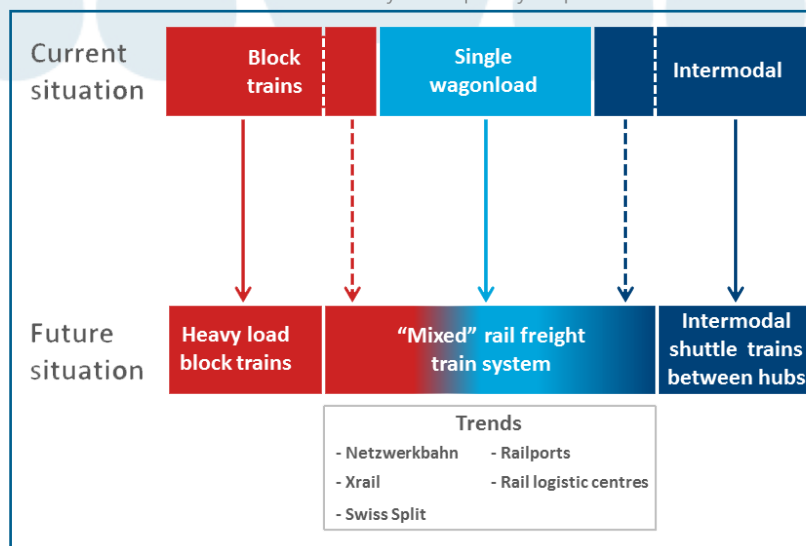 Current
situation
Block
trains
Single
wagonload
Intermodal
Future
situation
Heavy load
block trains
“Mixed” rail freight
train system
Intermodal
shuttle trains
between hubs
Trends
- Netzwerkbahn
- Railports
- Xrail
- Rail logistic centres
- Swiss Split